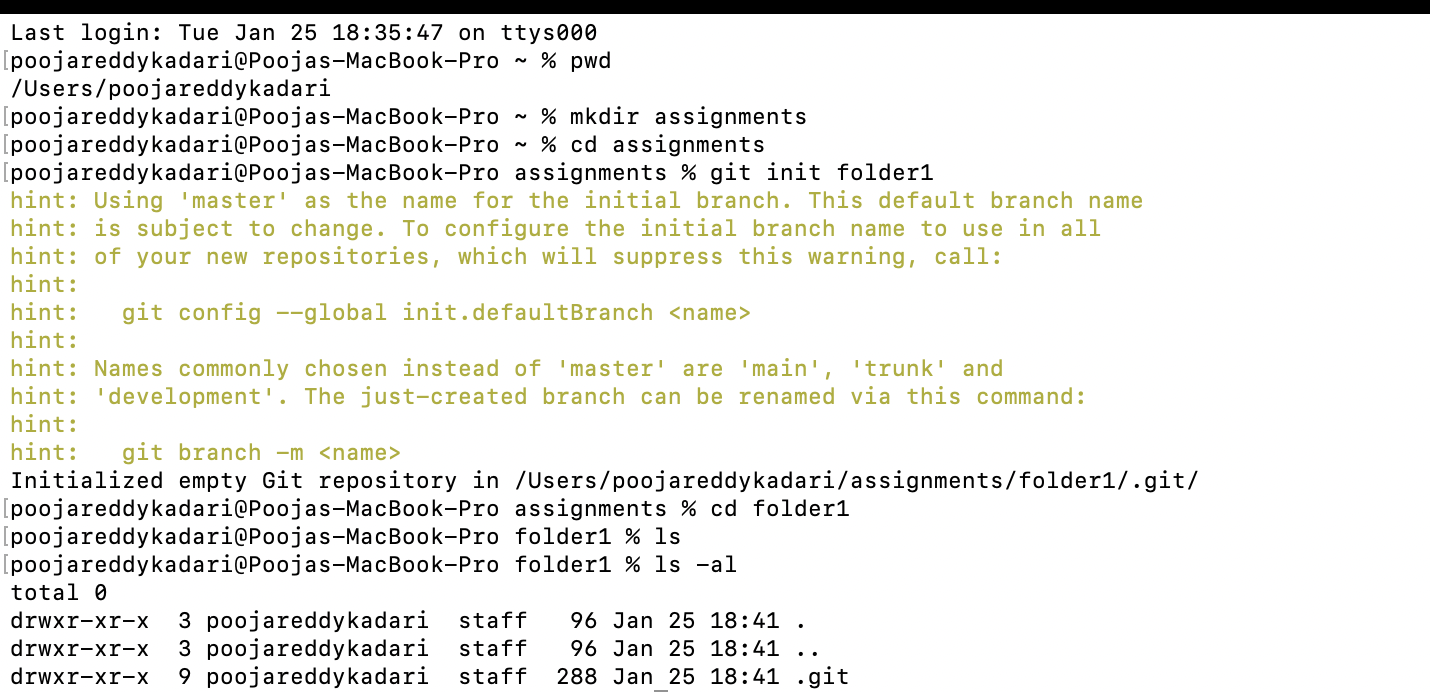 Last login: Tue Jan 25 18:35:47 on ttys000
[poojareddykadari@Poojas-MacBook-Pro ~ % pwd
/Users/poojareddykadari
[poojareddykadari@Poojas-MacBook-Pro ~ % mkdir assignments
[poojareddykadari@Poojas-MacBook-Pro ~ % cd assignments
[poojareddykadari@Poojas-MacBook-Pro assignments % git init folder1
hint: Using 'master' as the name for the initial branch. This default branch name
hint: is subject to change. To configure the initial branch name to use in all
hint: of your new repositories, which will suppress this warning, call:
hint:
hint:   git config --global init.defaultBranch <name>
hint:
hint: Names commonly chosen instead of 'master' are 'main', 'trunk' and
hint: 'development'. The just-created branch can be renamed via this command:
hint:
hint:   git branch -m <name>
Initialized empty Git repository in /Users/poojareddykadari/assignments/folder1/.git/
[poojareddykadari@Poojas-MacBook-Pro assignments % cd folder1
[poojareddykadari@Poojas-MacBook-Pro folder1 % ls
[poojareddykadari@Poojas-MacBook-Pro folder1 % ls -al
total 0
drwxr-xr-x  3 poojareddykadari  staff   96 Jan 25 18:41 .
drwxr-xr-x  3 poojareddykadari  staff   96 Jan 25 18:41 ..
drwxr-xr-x  9 poojareddykadari  staff  288 Jan 25 18:41 .git